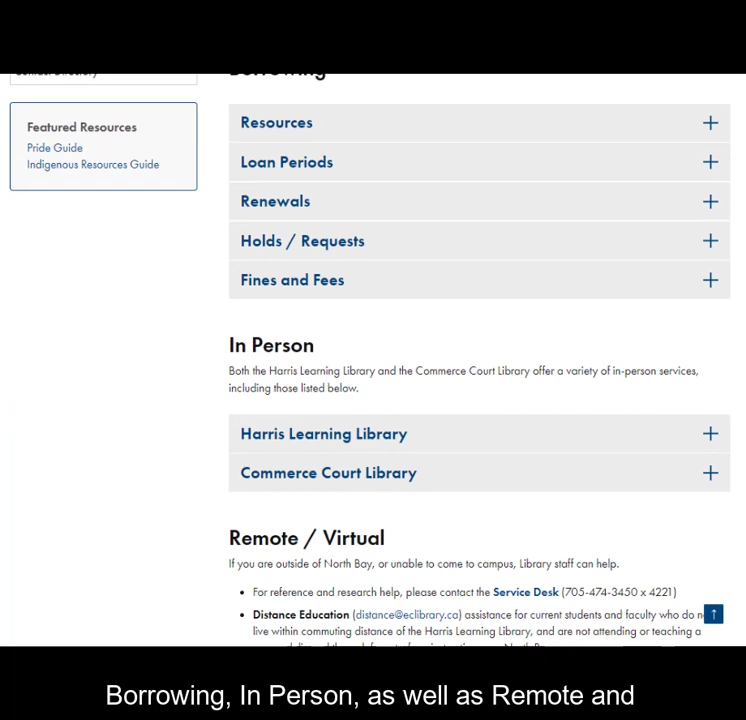 Contact Directory
Borrowing
Featured Resources
Pride Guide
Indigenous Resources Guide
Resources
Loan Periods
Renewals
Holds / Requests
Fines and Fees
In Person
Both the Harris Learning Library and the Commerce Court Library offer a variety of in-person services,
including those listed below.
Harris Learning Library
Commerce Court Library
Remote / Virtual
If you are outside of North Bay, or unable to come to campus, Library staff can help.
• For reference and research help, please contact the Service Desk (705-474-3450 x 4221)
• Distance Education (distance@eclibrary.ca) assistance for current students and faculty who do
live within commuting distance of the Harris Learning Library, and are not attending or teaching a
Borrowing, In Person, as well as Remote and